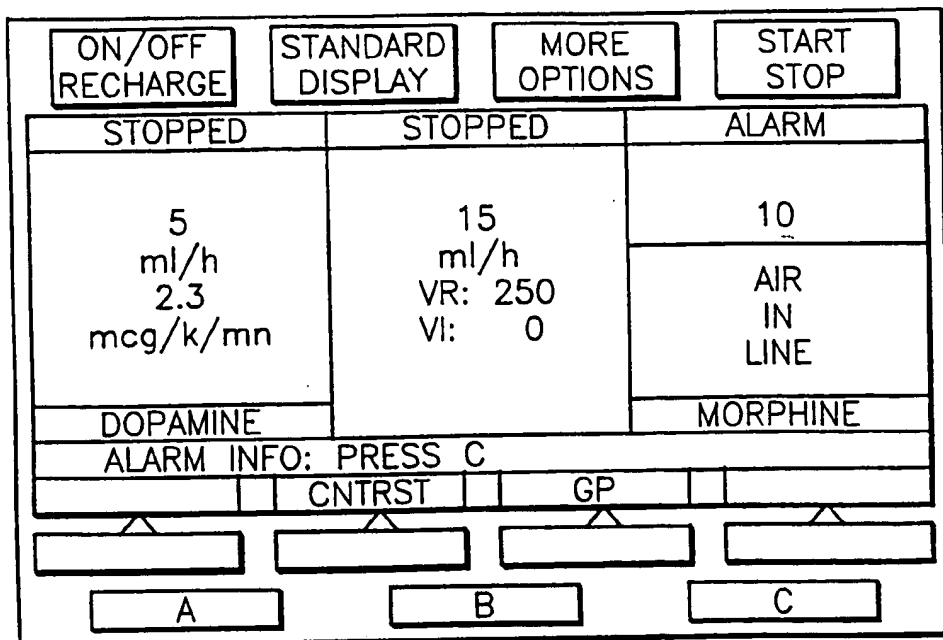 ON/OFF RECHARGE
STANDARD DISPLAY
MORE OPTIONS
START STOP
STOPPED
STOPPED
ALARM
5
ml/h
2.3
mcg/k/mn
15
ml/h
VR: 250
VI: 0
10
AIR
IN
LINE
DOPAMINE
MORPHINE
ALARM INFO: PRESS C
CNTRST
GP
A
B
C